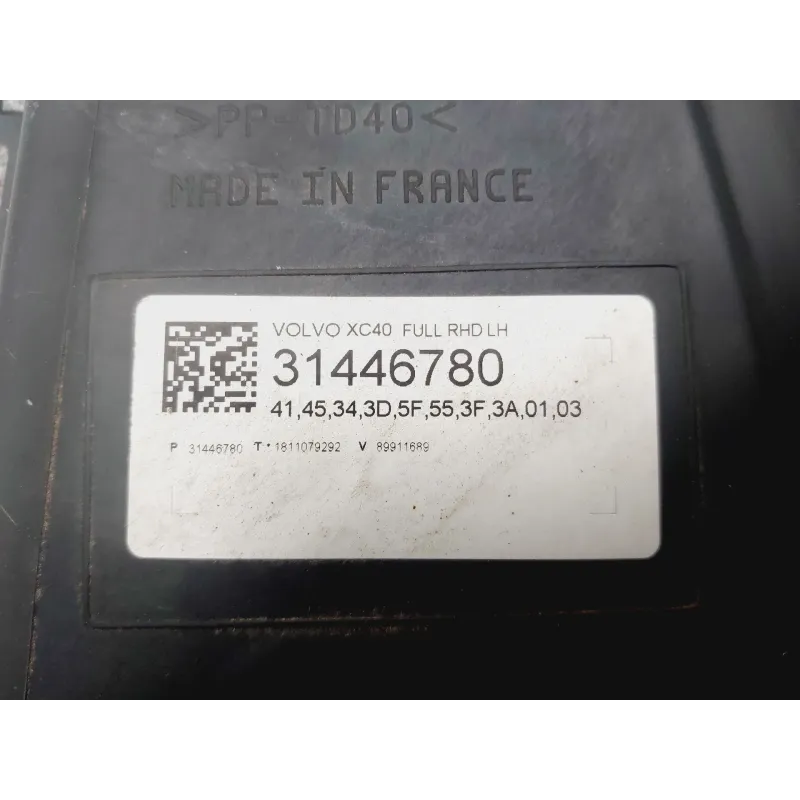 >PP-TD40<
MADE IN FRANCE
VOLVO XC40 FULL RHD LH
31446780
41,45,34,3D,5F,55,3F,3A,01,03
P 31446780 T•1811079292 V 89911689